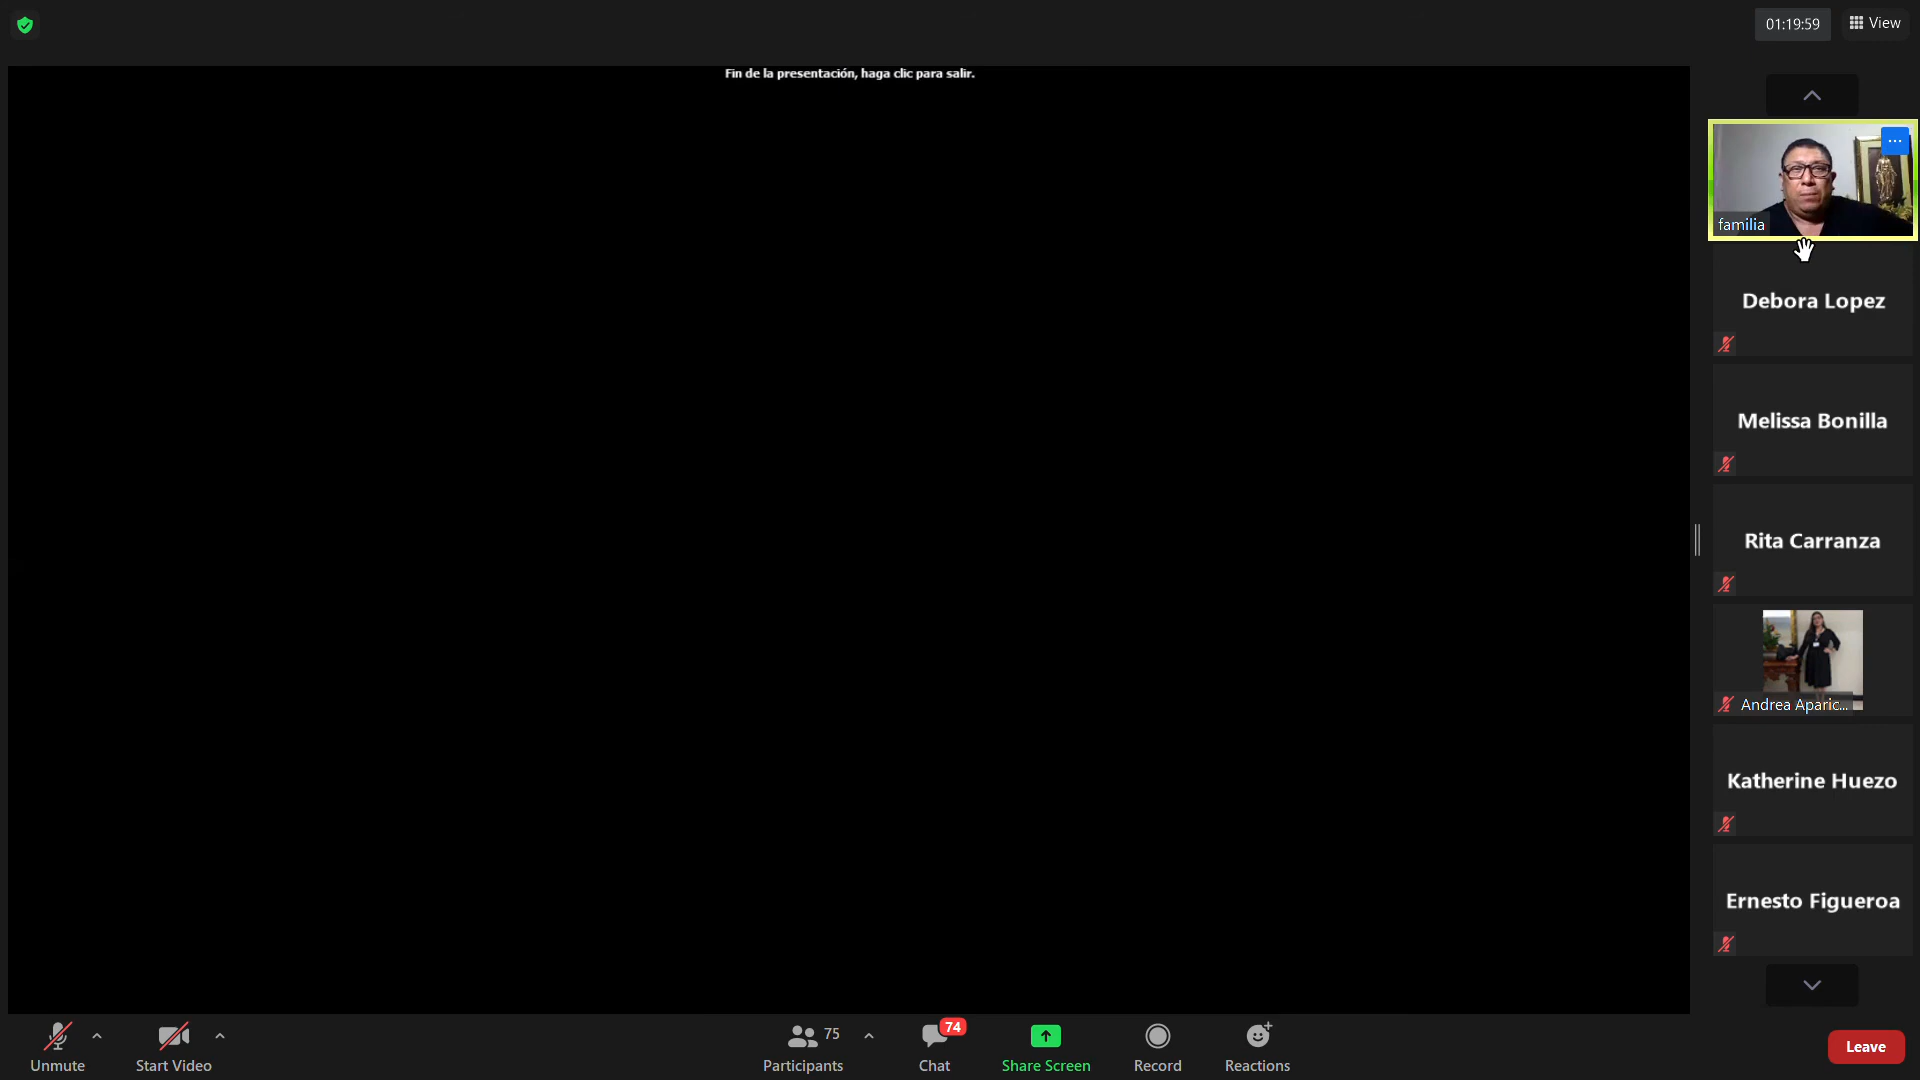 01:19:59
View
Fin de la presentación, haga clic para salir.
familia
Debora Lopez
Melissa Bonilla
Rita Carranza
Andrea Aparic...
Katherine Huezo
Ernesto Figueroa
Unmute
Start Video
75
Participants
74
Chat
Share Screen
Record
Reactions
Leave